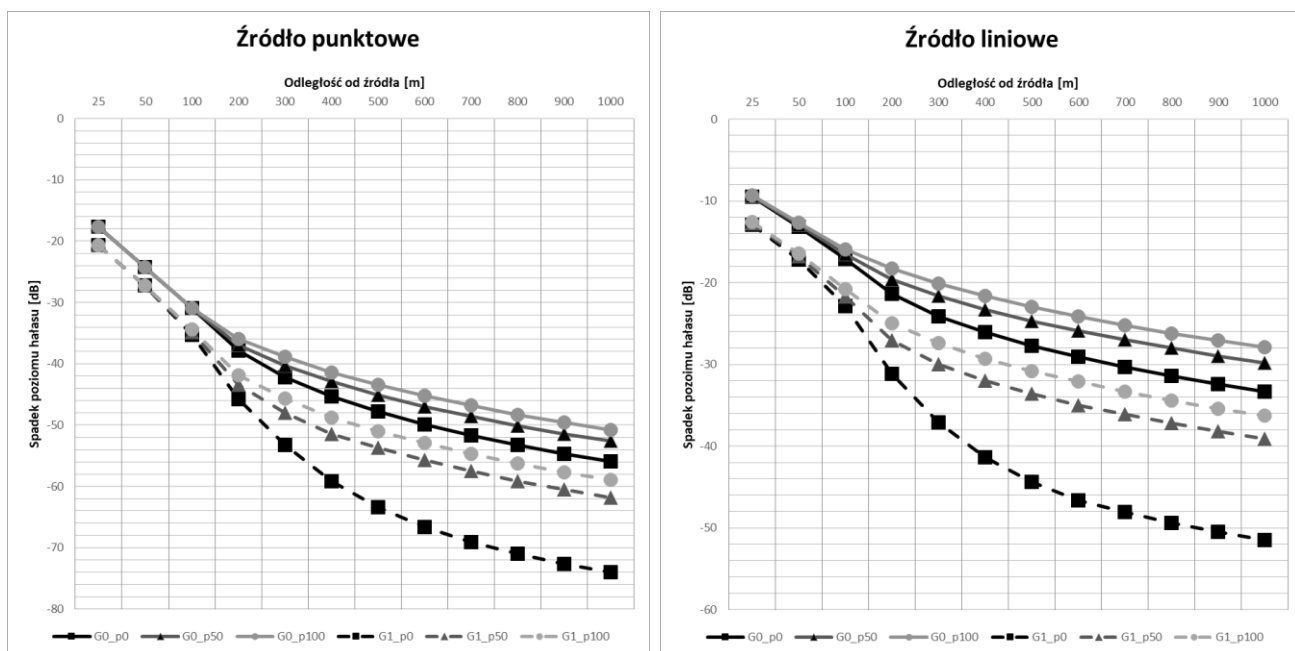 Źródło punktowe
Odległość od źródła [m]
25 50 100 200 300 400 500 600 700 800 900 1000
0
-10
-20
-30
-40
-50
-60
-70
-80
Spadek poziomu hałasu [dB]
G0_p0 G0_p50 G0_p100 G1_p0 G1_p50 G1_p100
Źródło liniowe
Odległość od źródła [m]
25 50 100 200 300 400 500 600 700 800 900 1000
0
-10
-20
-30
-40
-50
-60
Spadek pozoimu hałasu [dB]
G0_p0 G0_p50 G0_p100 G1_p0 G1_p50 G1_p100